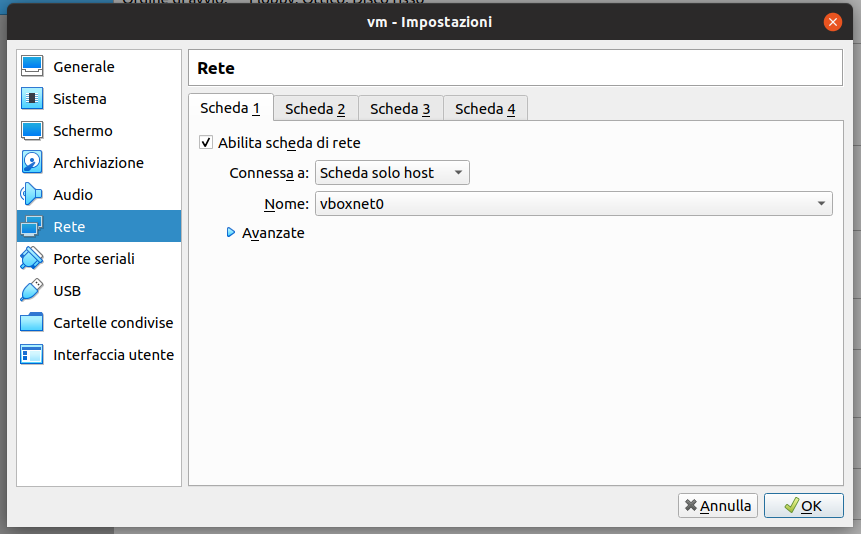 vm - Impostazioni
Generale
Sistema
Schermo
Archiviazione
Audio
Rete
Porte seriali
USB
Cartelle condivise
Interfaccia utente
Rete
Scheda 1 Scheda 2 Scheda 3 Scheda 4
Abilita scheda di rete
Connessa a: Scheda solo host
Nome: vboxnet0
Avanzate
Annulla OK